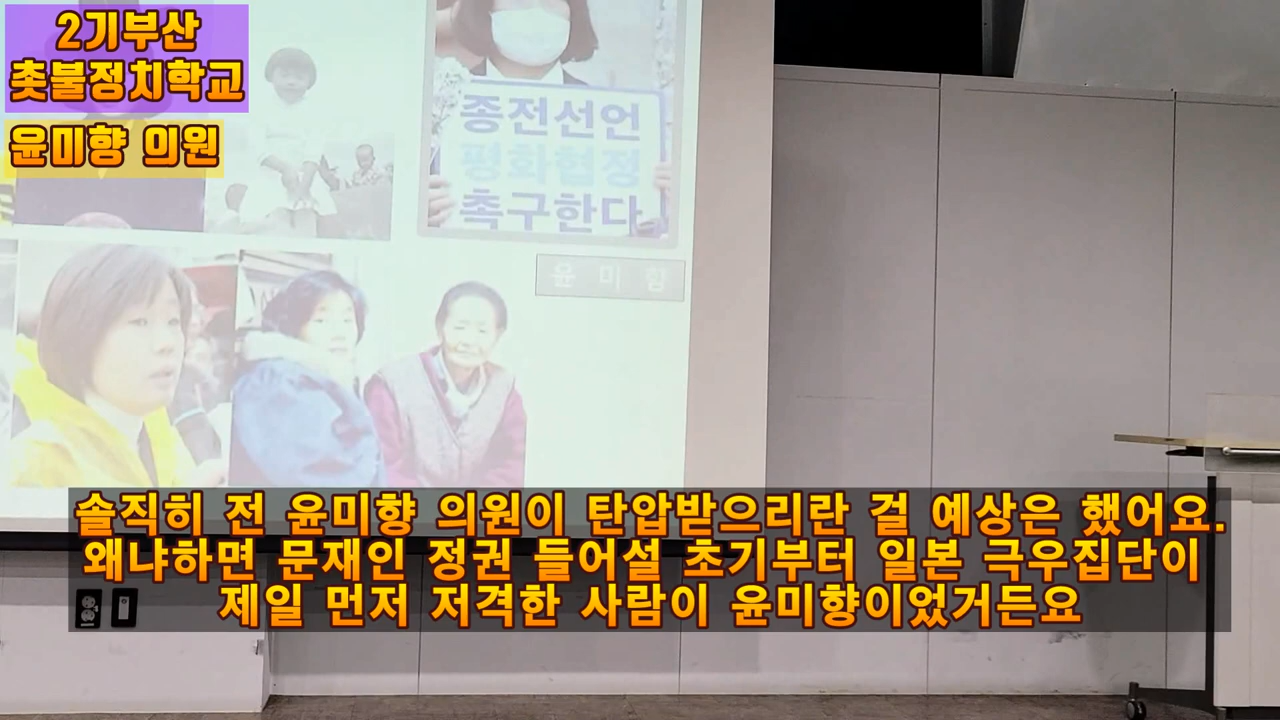 2기부산
촛불정치학교
윤미향 의원
종전선언
평화협정
촉구한다
윤 미 향
솔직히 전 윤미향 의원이 탄압받으리란 걸 예상은 했어요.
왜냐하면 문재인 정권 들어설 초기부터 일본 극우집단이
제일 먼저 저격한 사람이 윤미향이었거든요